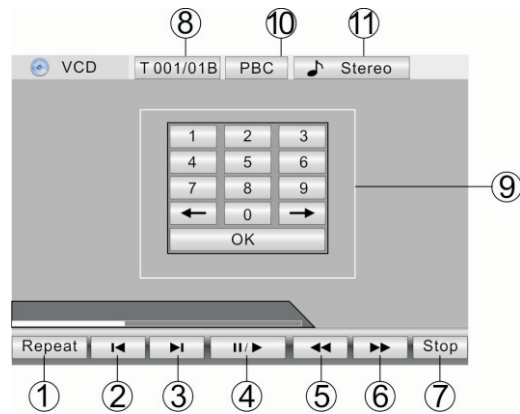 ⑧ ⑩ ⑪
VCD T 001/01B PBC Stereo
1 2 3
4 5 6
7 8 9
⑨
← 0 →
OK
Repeat Stop
① ② ③ ④ ⑤ ⑥ ⑦